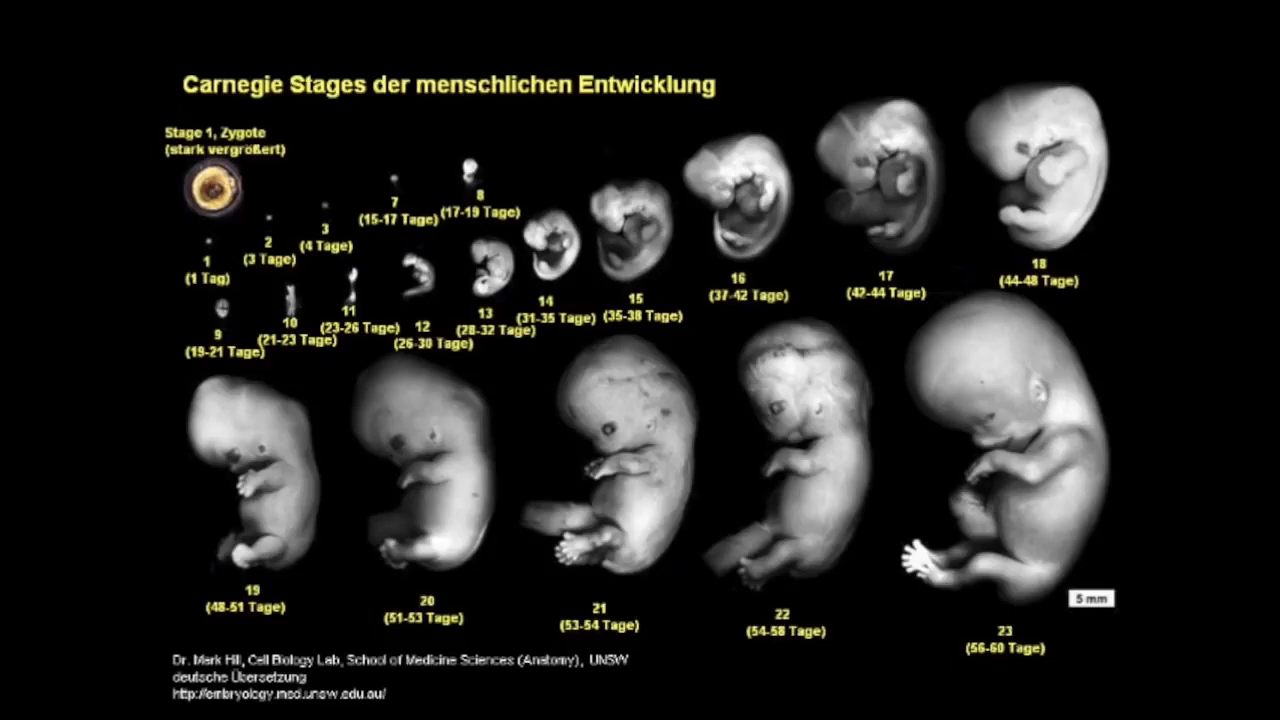 Carnegie Stages der menschlichen Entwicklung
Stage 1, Zygote
(stark vergrößert)
1
(1 Tag)
2
(3 Tage)
3
(4 Tage)
7
(15-17 Tage)
8
(17-19 Tage)
9
(19-21 Tage)
10
(21-23 Tage)
11
(23-26 Tage)
12
(26-30 Tage)
13
(28-32 Tage)
14
(31-35 Tage)
15
(35-38 Tage)
16
(37-42 Tage)
17
(42-44 Tage)
18
(44-48 Tage)
19
(48-51 Tage)
20
(51-53 Tage)
21
(53-54 Tage)
22
(54-58 Tage)
23
(56-60 Tage)
5 mm
Dr. Mark Hill, Cell Biology Lab, School of Medicine Sciences (Anatomy), UNSW
deutsche Übersetzung
http://embryology.med.unsw.edu.au/